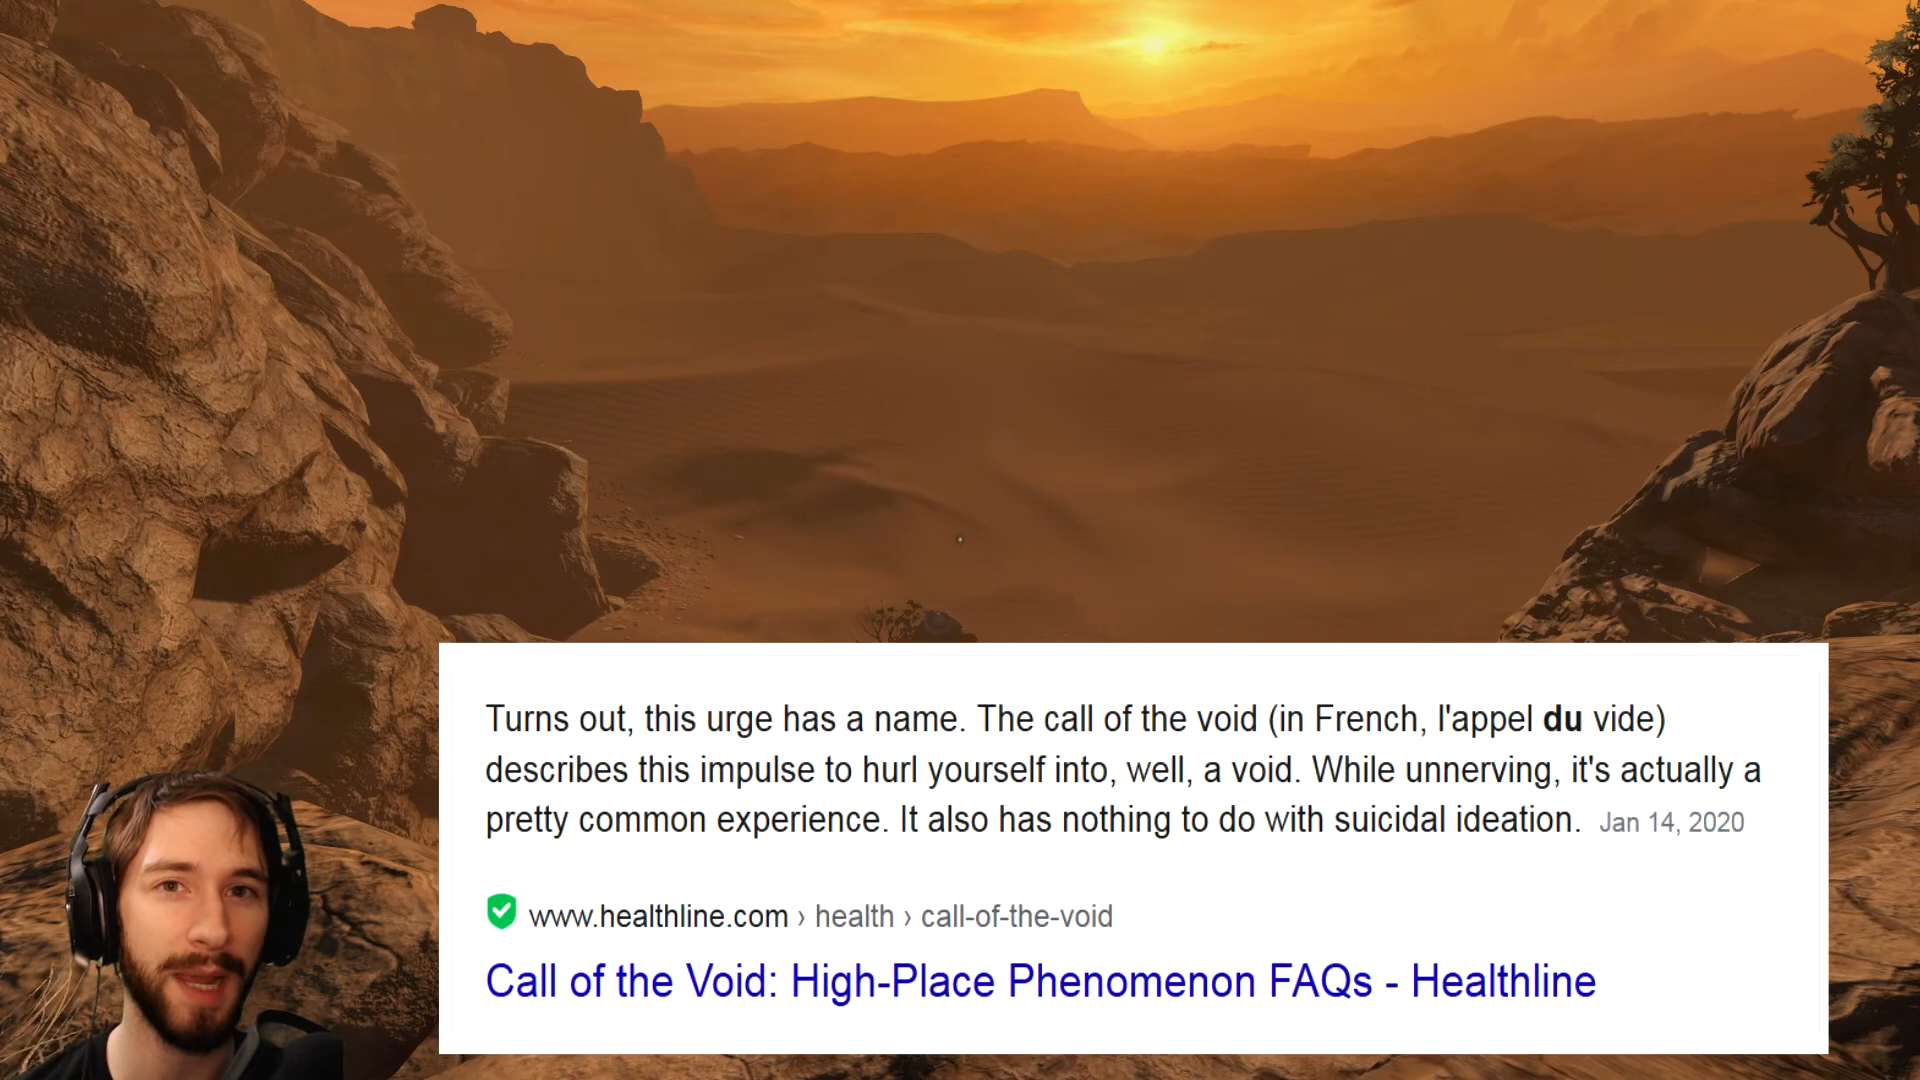 Turns out, this urge has a name. The call of the void (in French, l'appel du vide)
describes this impulse to hurl yourself into, well, a void. While unnerving, it's actually a
pretty common experience. It also has nothing to do with suicidal ideation. Jan 14, 2020
www.healthline.com › health › call-of-the-void
Call of the Void: High-Place Phenomenon FAQs - Healthline